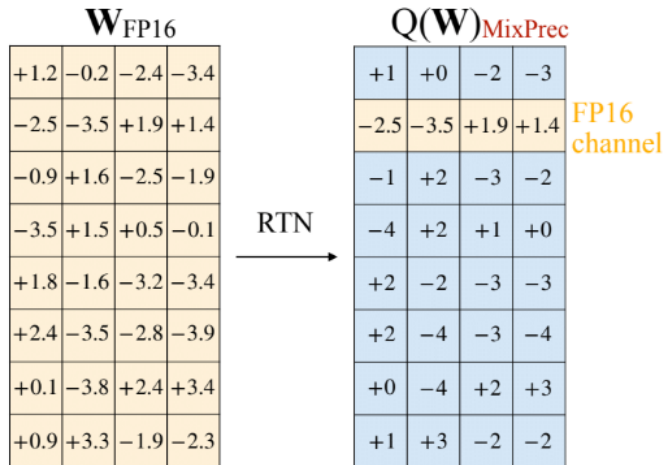 W_FP16 Q(W)_MixPrec
+1.2 −0.2 −2.4 −3.4
−2.5 −3.5 +1.9 +1.4
−0.9 +1.6 −2.5 −1.9
−3.5 +1.5 +0.5 −0.1
+1.8 −1.6 −3.2 −3.4
+2.4 −3.5 −2.8 −3.9
+0.1 −3.8 +2.4 +3.4
+0.9 +3.3 −1.9 −2.3
RTN
+1 +0 −2 −3
−2.5 −3.5 +1.9 +1.4
−1 +2 −3 −2
−4 +2 +1 +0
+2 −2 −3 −3
+2 −4 −3 −4
+0 −4 +2 +3
+1 +3 −2 −2
FP16
channel